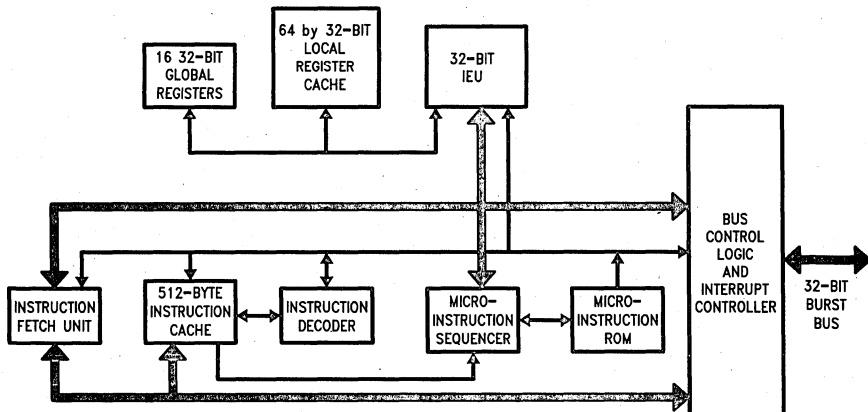 16 32-BIT
GLOBAL
REGISTERS
64 by 32-BIT
LOCAL
REGISTER
CACHE
32-BIT
IEU
BUS
CONTROL
LOGIC
AND
INTERRUPT
CONTROLLER
32-BIT
BURST
BUS
INSTRUCTION
FETCH UNIT
512-BYTE
INSTRUCTION
CACHE
INSTRUCTION
DECODER
MICRO-
INSTRUCTION
SEQUENCER
MICRO-
INSTRUCTION
ROM